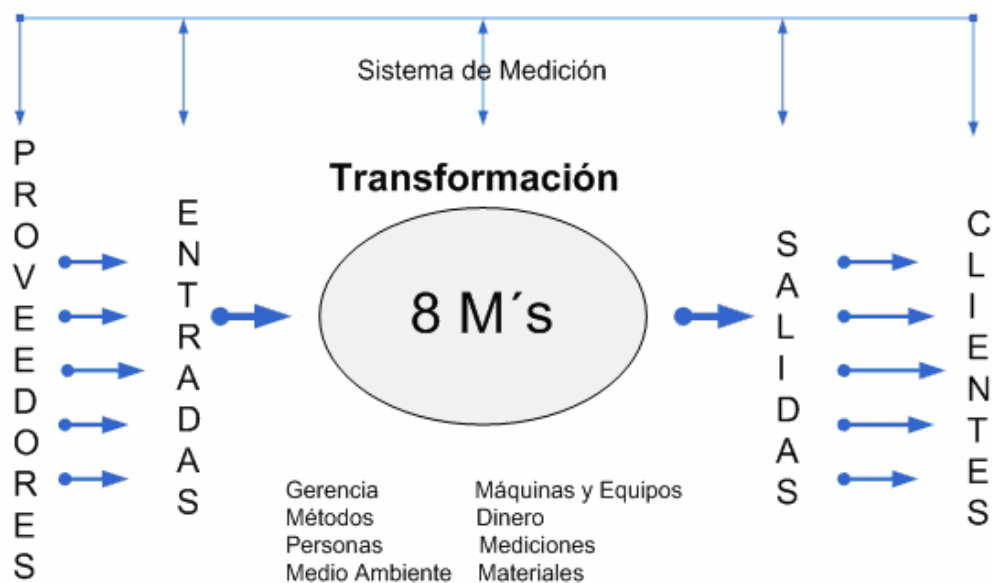 Sistema de Medición
PROVEEDORES
ENTRADAS
Transformación
8 M´s
SALIDAS
CLIENTES
Gerencia Máquinas y Equipos
Métodos Dinero
Personas Mediciones
Medio Ambiente Materiales